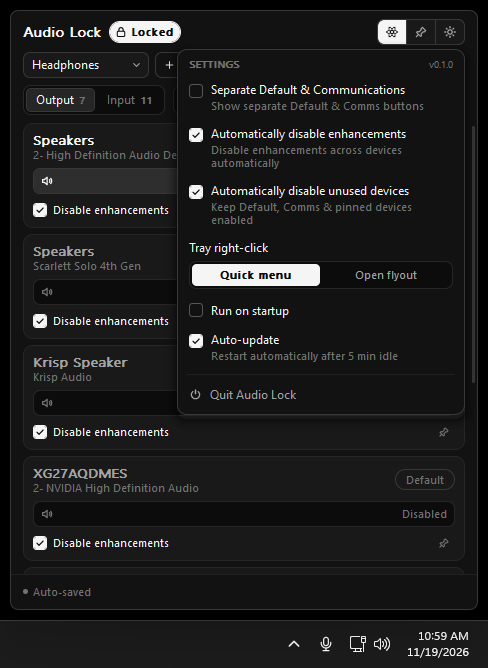 Audio Lock Locked
Headphones
+
Output 7 Input 11
SETTINGS v0.1.0
Separate Default & Communications
Show separate Default & Comms buttons
Automatically disable enhancements
Disable enhancements across devices
automatically
Automatically disable unused devices
Keep Default, Comms & pinned devices
enabled
Tray right-click
Quick menu Open flyout
Run on startup
Auto-update
Restart automatically after 5 min idle
Quit Audio Lock
Speakers
2- High Definition Audio De
Disable enhancements
Speakers
Scarlett Solo 4th Gen
Disable enhancements
Krisp Speaker
Krisp Audio
Disable enhancements
XG27AQDMES Default
2- NVIDIA High Definition Audio
Disabled
Disable enhancements
Auto-saved
10:59 AM
11/19/2026